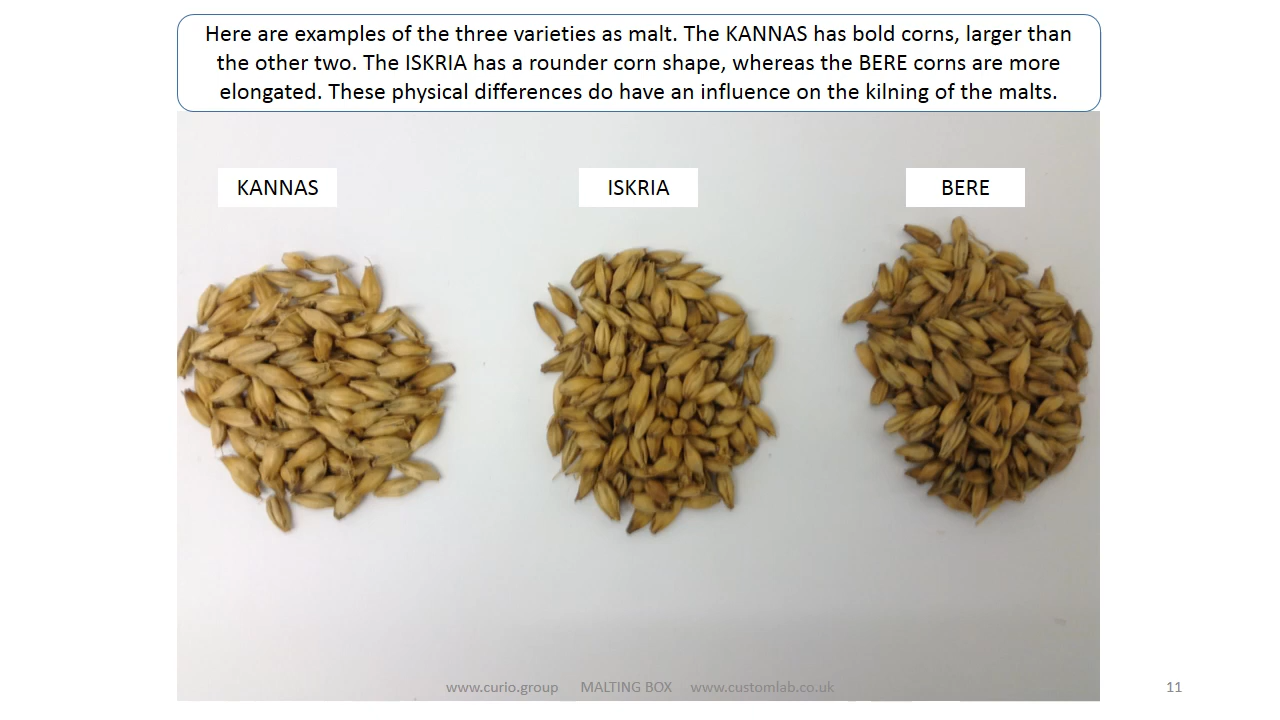 Here are examples of the three varieties as malt. The KANNAS has bold corns, larger than
the other two. The ISKRIA has a rounder corn shape, whereas the BERE corns are more
elongated. These physical differences do have an influence on the kilning of the malts.
KANNAS
ISKRIA
BERE
www.curio.group MALTING BOX www.customlab.co.uk
11